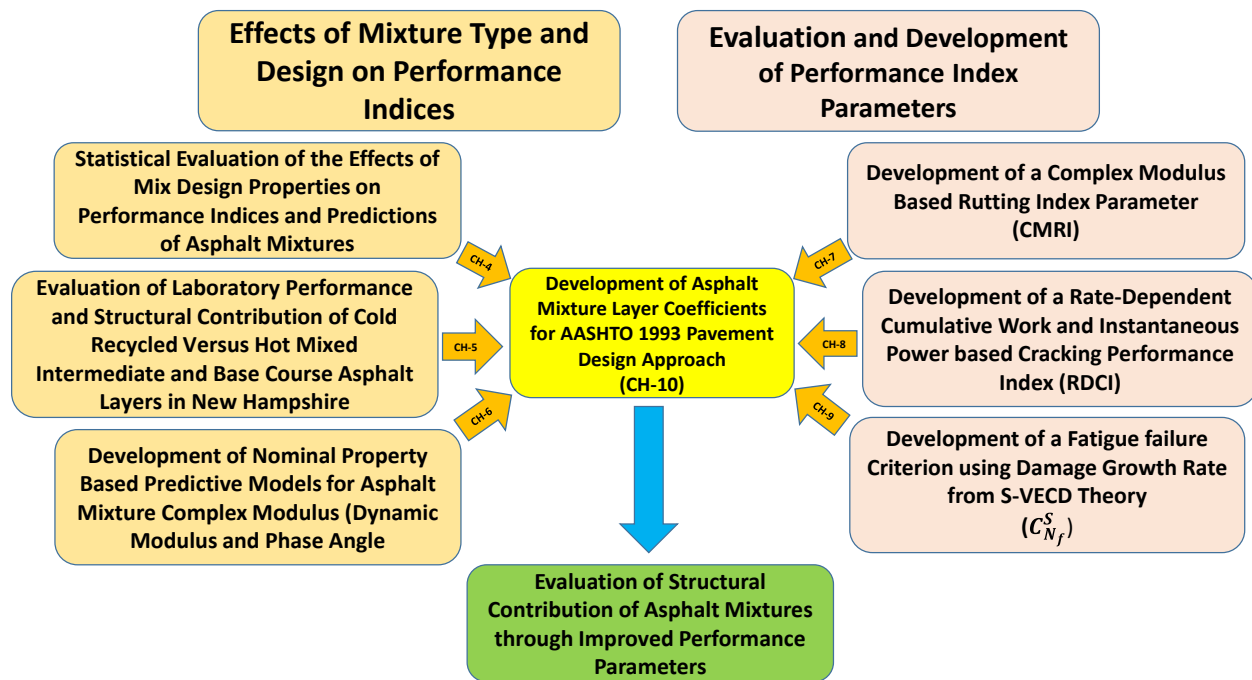 Effects of Mixture Type and
Design on Performance
Indices
Evaluation and Development
of Performance Index
Parameters
Statistical Evaluation of the Effects of
Mix Design Properties on
Performance Indices and Predictions
of Asphalt Mixtures
CH-4
Evaluation of Laboratory Performance
and Structural Contribution of Cold
Recycled Versus Hot Mixed
Intermediate and Base Course Asphalt
Layers in New Hampshire
CH-5
Development of Nominal Property
Based Predictive Models for Asphalt
Mixture Complex Modulus (Dynamic
Modulus and Phase Angle
CH-6
Development of Asphalt
Mixture Layer Coefficients
for AASHTO 1993 Pavement
Design Approach
(CH-10)
Development of a Complex Modulus
Based Rutting Index Parameter
(CMRI)
CH-7
Development of a Rate-Dependent
Cumulative Work and Instantaneous
Power based Cracking Performance
Index (RDCI)
CH-8
Development of a Fatigue failure
Criterion using Damage Growth Rate
from S-VECD Theory
($C_{N_f}^S$)
CH-9
Evaluation of Structural
Contribution of Asphalt Mixtures
through Improved Performance
Parameters